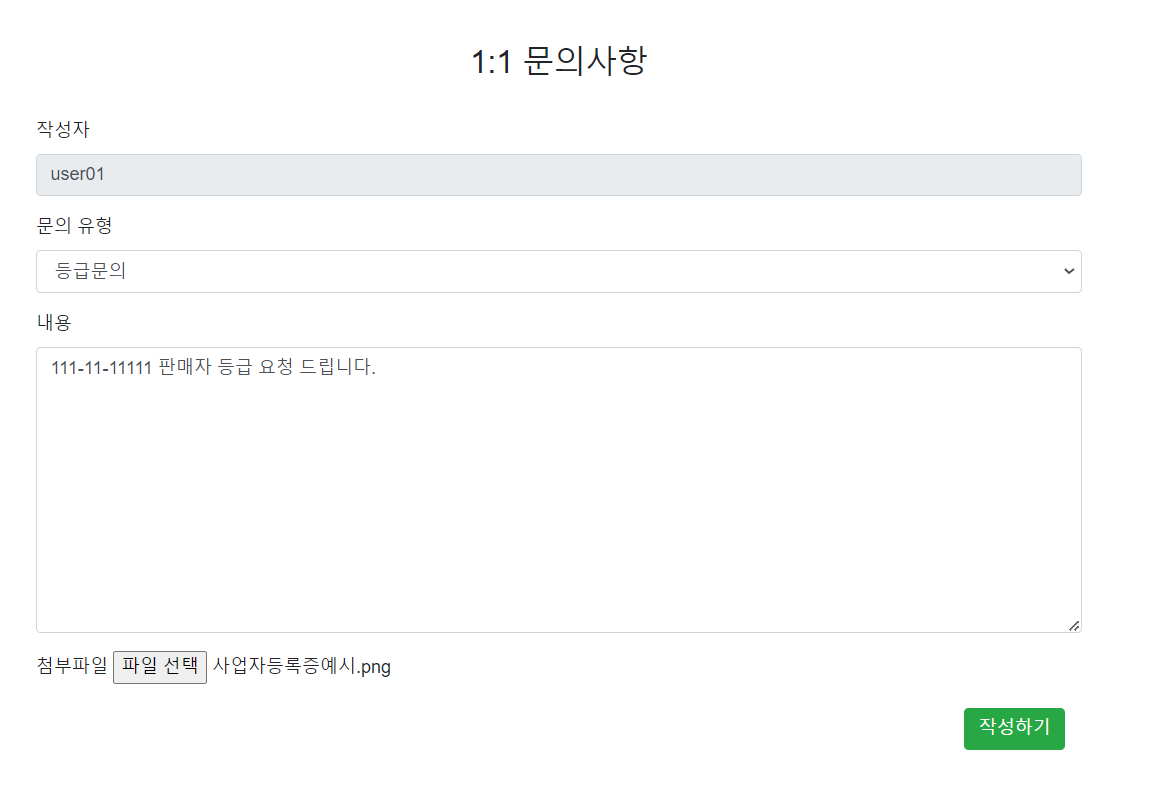 1:1 문의사항
작성자
user01
문의 유형
등급문의
내용
111-11-11111 판매자 등급 요청 드립니다.
첨부파일 파일 선택 사업자등록증예시.png
작성하기